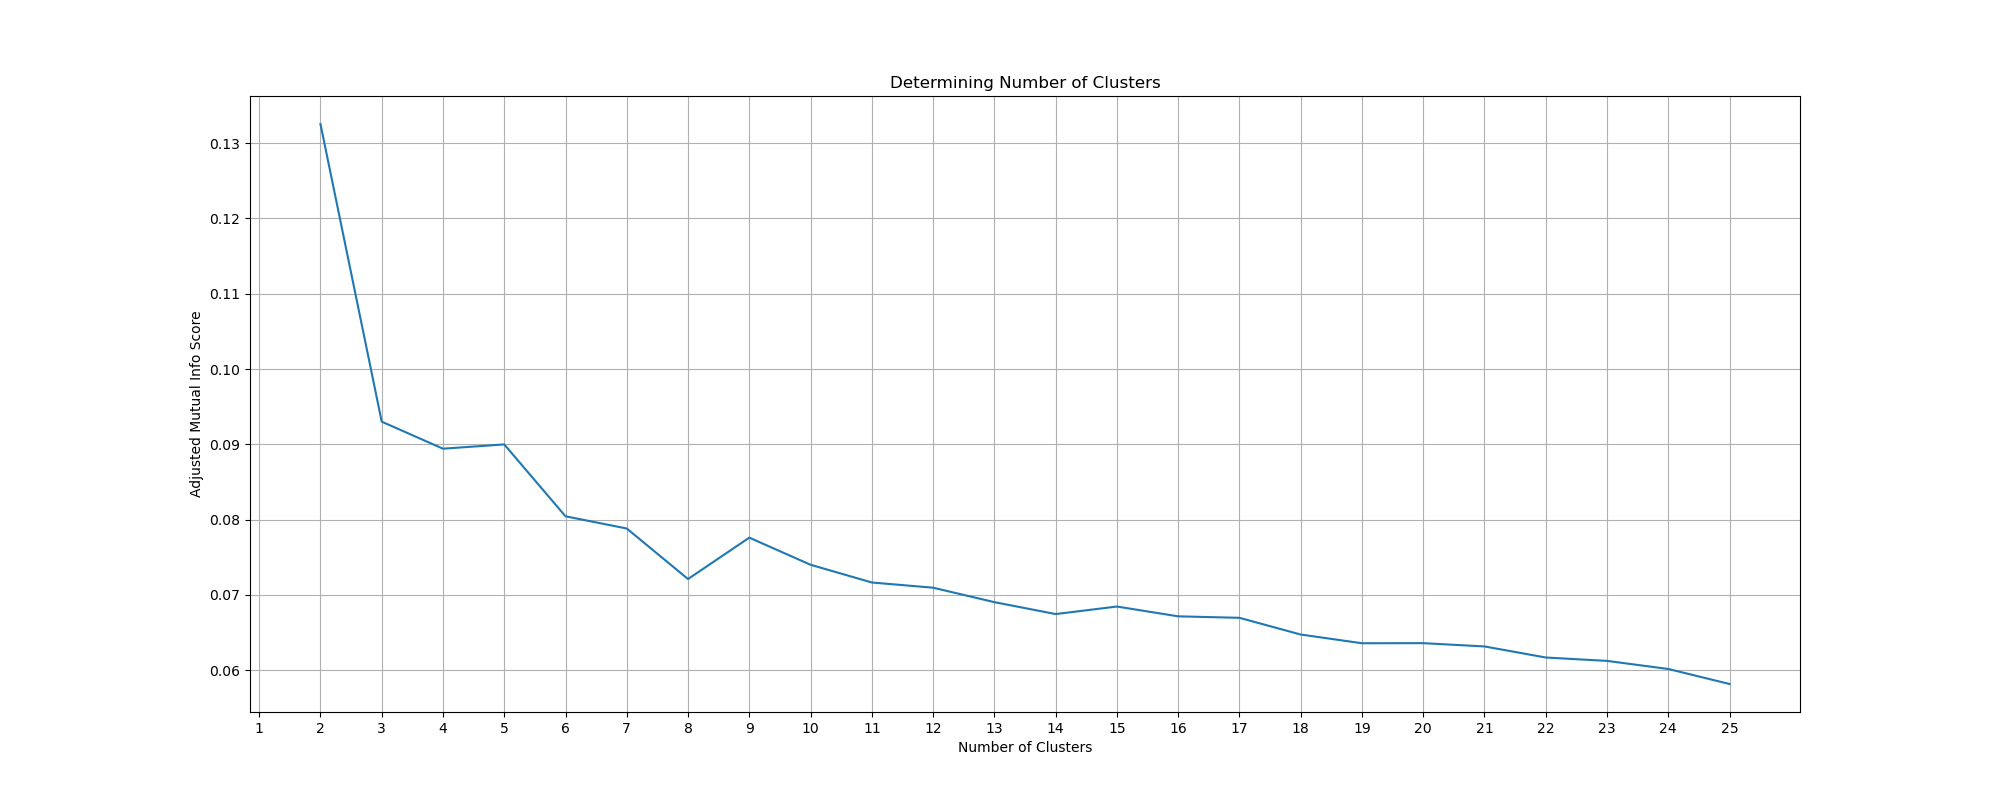 Determining Number of Clusters
Adjusted Mutual Info Score
0.13
0.12
0.11
0.10
0.09
0.08
0.07
0.06
1 2 3 4 5 6 7 8 9 10 11 12 13 14 15 16 17 18 19 20 21 22 23 24 25
Number of Clusters